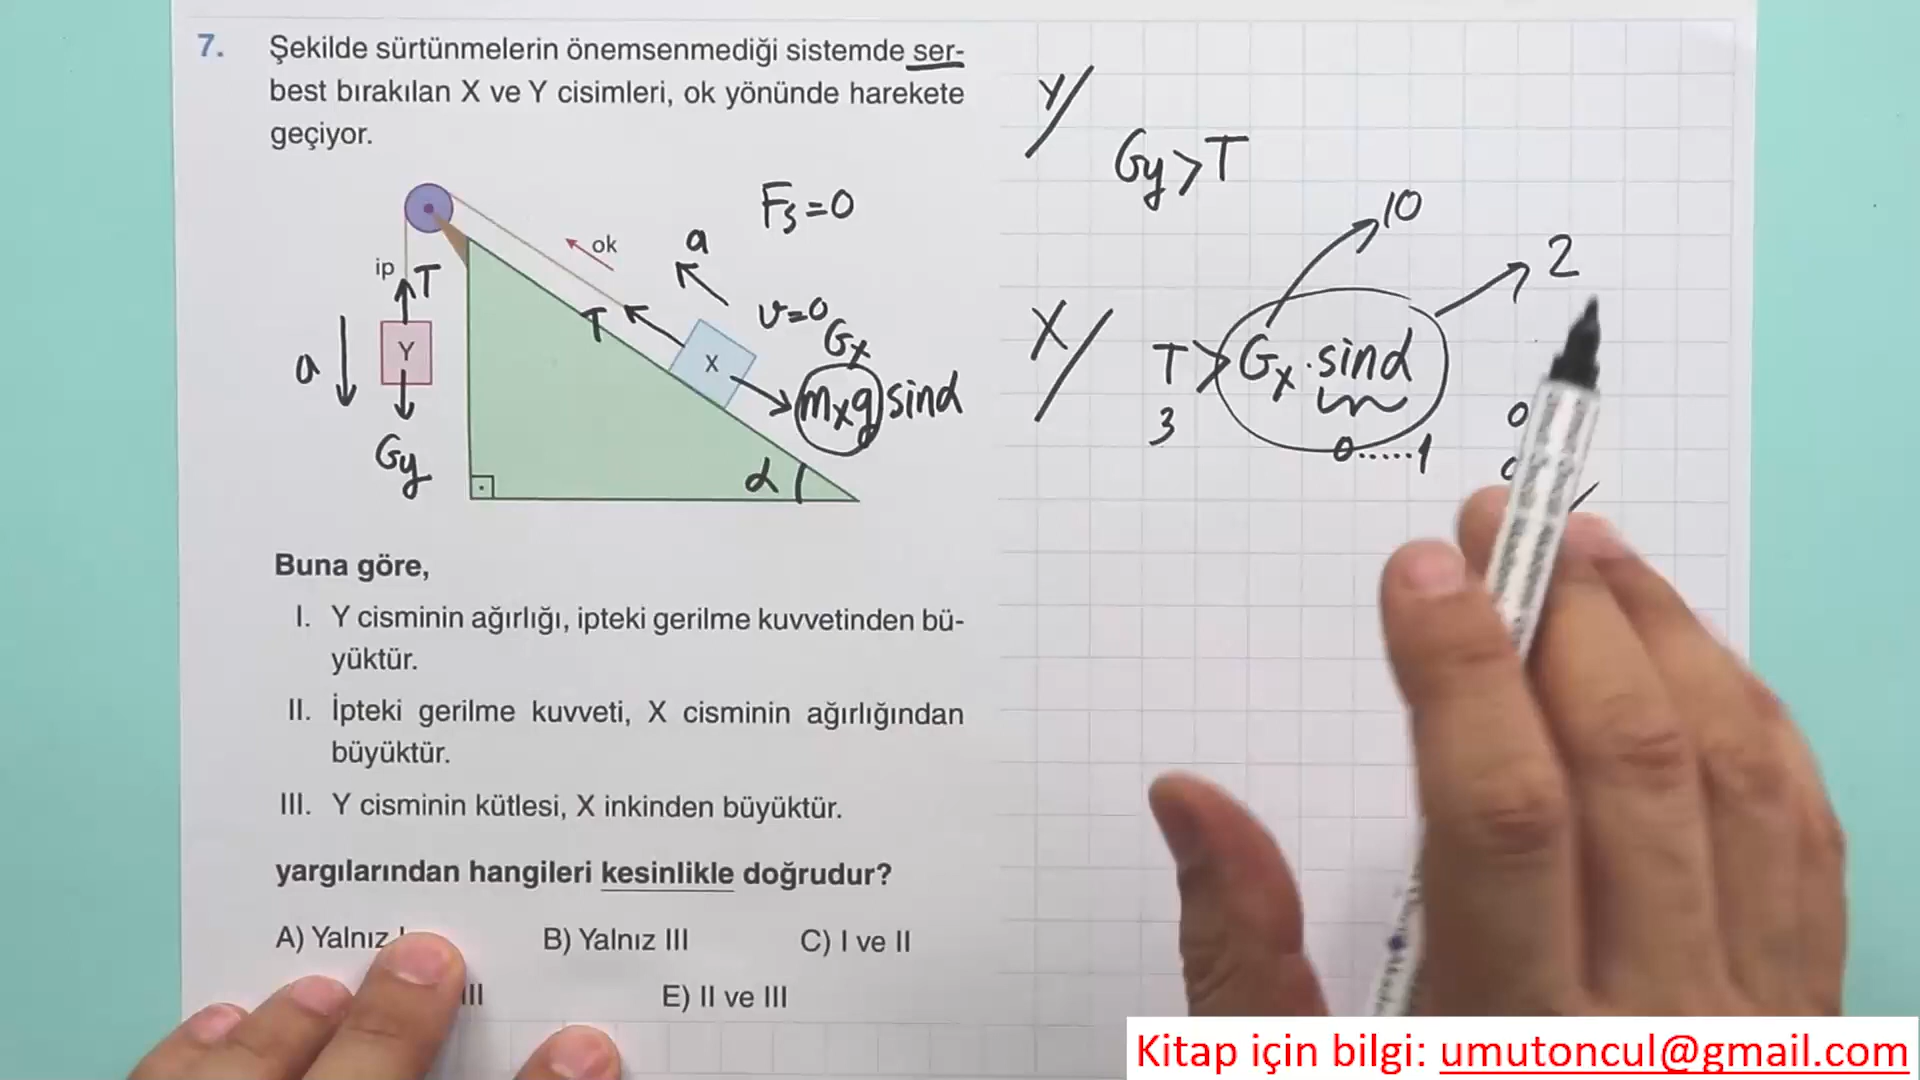 7. Şekilde sürtünmelerin önemsenmediği sistemde ser-
best bırakılan X ve Y cisimleri, ok yönünde harekete
geçiyor.
Fs=0
a
ok
ip
T
v=0
T
Gx
Y
X
a
mxg sinα
Gy
α
Y/
Gy>T
10
2
X/
T > Gx.sinα
3
0......1
0
Buna göre,
I. Y cisminin ağırlığı, ipteki gerilme kuvvetinden bü-
yüktür.
II. İpteki gerilme kuvveti, X cisminin ağırlığından
büyüktür.
III. Y cisminin kütlesi, X inkinden büyüktür.
yargılarından hangileri kesinlikle doğrudur?
A) Yalnız
B) Yalnız III
C) I ve II
III
E) II ve III
Kitap için bilgi: umutoncul@gmail.com